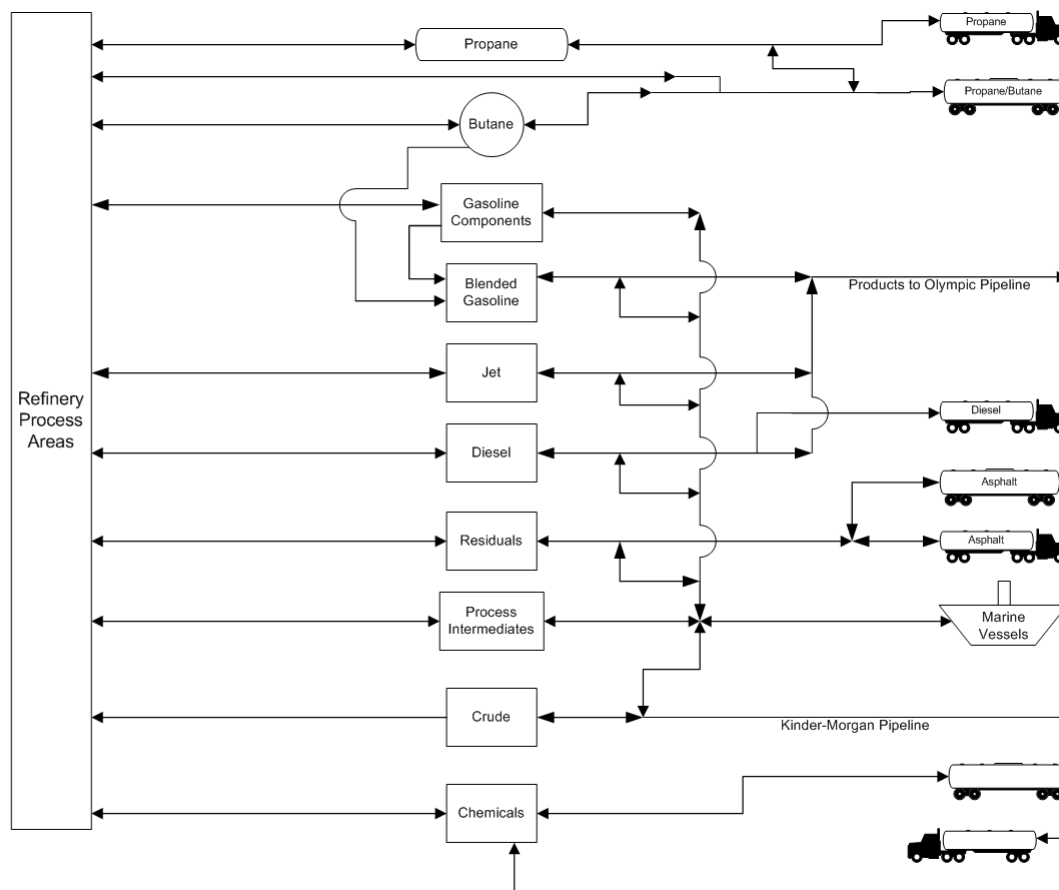 Propane
Propane
Propane/Butane
Butane
Gasoline
Components
Blended
Gasoline
Products to Olympic Pipeline
Jet
Refinery
Process
Areas
Diesel
Diesel
Asphalt
Residuals
Asphalt
Process
Intermediates
Marine
Vessels
Crude
Kinder-Morgan Pipeline
Chemicals